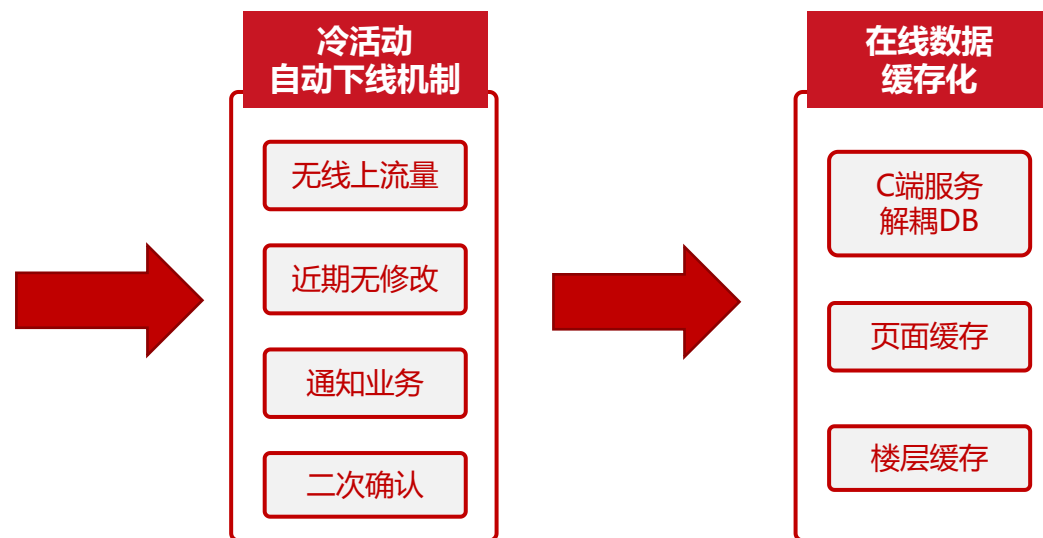 冷活动
自动下线机制
无线上流量
近期无修改
通知业务
二次确认
在线数据
缓存化
C端服务
解耦DB
页面缓存
楼层缓存